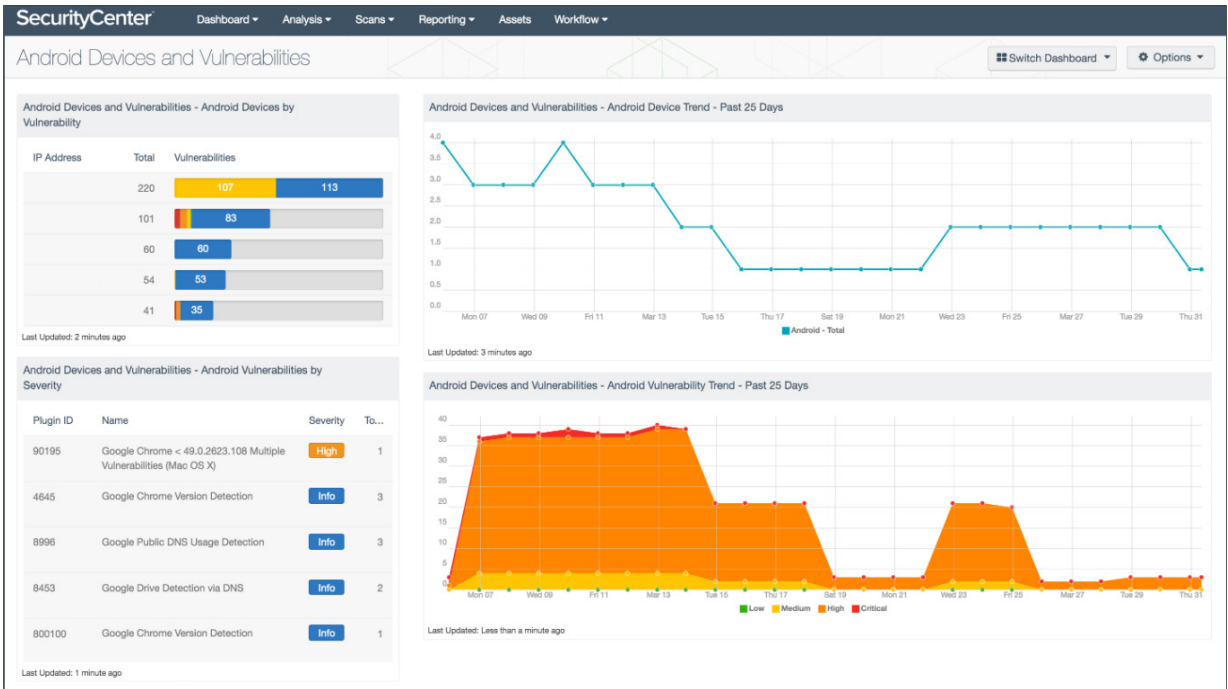 SecurityCenter
Dashboard Analysis Scans Reporting Assets Workflow
Android Devices and Vulnerabilities
Switch Dashboard Options
Android Devices and Vulnerabilities - Android Devices by
Vulnerability
IP Address Total Vulnerabilities
220 107 113
101 83
60 60
54 53
41 35
Last Updated: 2 minutes ago
Android Devices and Vulnerabilities - Android Device Trend - Past 25 Days
4.0
3.5
3.0
2.5
2.0
1.5
1.0
0.5
0.0
Mon 07 Wed 09 Fri 11 Mar 13 Tue 15 Thu 17 Sat 19 Mon 21 Wed 23 Fri 25 Mar 27 Tue 29 Thu 31
Android - Total
Last Updated: 3 minutes ago
Android Devices and Vulnerabilities - Android Vulnerabilities by
Severity
Plugin ID Name Severity To...
90195 Google Chrome < 49.0.2623.108 Multiple High 1
Vulnerabilities (Mac OS X)
4645 Google Chrome Version Detection Info 3
8996 Google Public DNS Usage Detection Info 3
8453 Google Drive Detection via DNS Info 2
800100 Google Chrome Version Detection Info 1
Last Updated: 1 minute ago
Android Devices and Vulnerabilities - Android Vulnerability Trend - Past 25 Days
40
35
30
25
20
15
10
5
0
Mon 07 Wed 09 Fri 11 Mar 13 Tue 15 Thu 17 Sat 19 Mon 21 Wed 23 Fri 25 Mar 27 Tue 29 Thu 31
Low Medium High Critical
Last Updated: Less than a minute ago